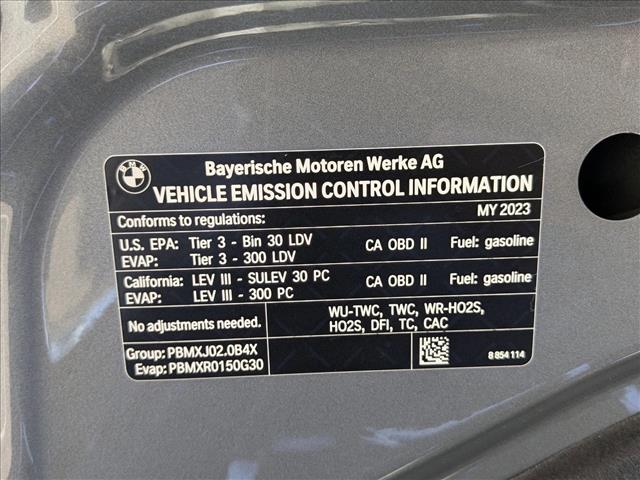 BMW
Bayerische Motoren Werke AG
VEHICLE EMISSION CONTROL INFORMATION
Conforms to regulations: MY 2023
U.S. EPA: Tier 3 - Bin 30 LDV CA OBD II Fuel: gasoline
EVAP: Tier 3 - 300 LDV
California: LEV III - SULEV 30 PC CA OBD II Fuel: gasoline
EVAP: LEV III - 300 PC
No adjustments needed. WU-TWC, TWC, WR-HO2S,
HO2S, DFI, TC, CAC
Group: PBMXJ02.0B4X
Evap: PBMXR0150G30 8 854 114